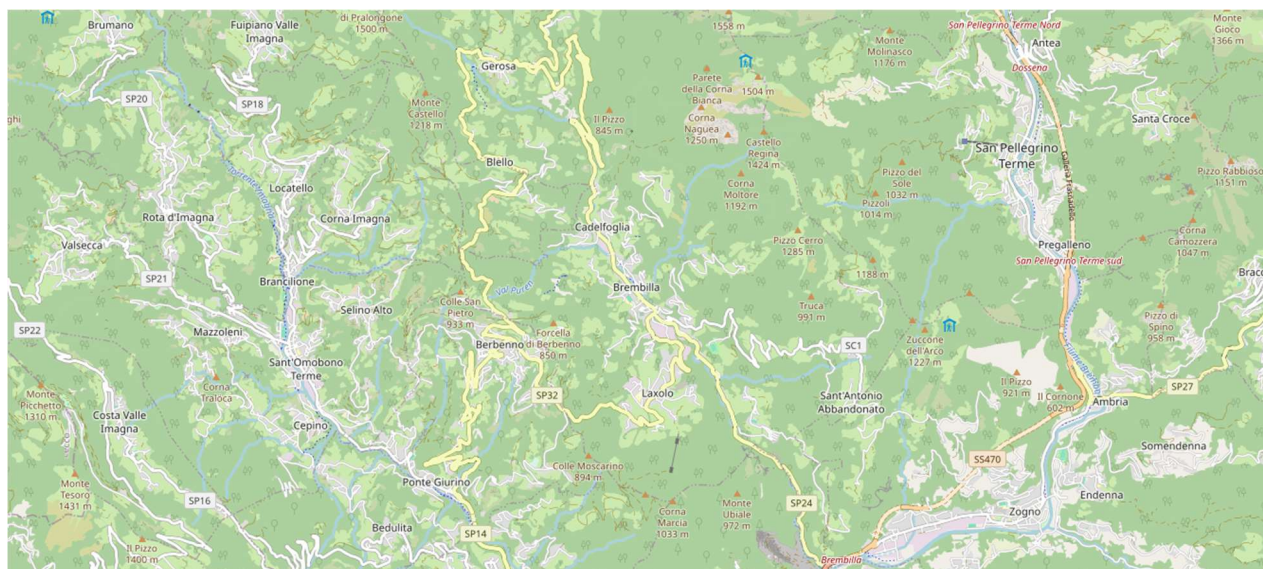 di Pralongone
1500 m
Brumano
Fuipiano Valle
Imagna
1558 m
San Pellegrino Terme Nord
Monte
Gioco
1366 m
Monte
Molinasco
1176 m
Antea
Dossena
Gerosa
Parete
della Corna
Bianca
1504 m
SP20
SP18
Monte
Castello
1218 m
Il Pizzo
845 m
Corna
Naguea
1250 m
Castello
Regina
1424 m
Santa Croce
San Pellegrino
Terme
Galleria Frasnadello
Blello
Locatello
Torrente Imagna
Corna
Moltore
1192 m
Pizzo del
Sole
1032 m
Pizzoli
1014 m
Pizzo Rabbioso
1151 m
Rota d'Imagna
Corna Imagna
Cadelfoglia
Valsecca
Pizzo Cerro
1285 m
Pregalleno
Corna
Camozzera
1047 m
San Pellegrino Terme-sud
SP21
Brancilione
Brembilla
1188 m
Bracc
Colle San
Pietro
933 m
Selino Alto
Truca
991 m
SP22
Mazzoleni
Berbenno
Forcella
di Berbenno
850 m
SC1
Zuccone
dell'Arco
1227 m
Pizzo di
Spino
958 m
Sant'Omobono
Terme
Corna
Traloca
SP32
Laxolo
Sant'Antonio
Abbandonato
Il Pizzo
921 m
Il Cornone
602 m
Ambria
SP27
Monte
Picchetto
1310 m
Costa Valle
Imagna
Lecco
Cepino
Somendenna
SS470
Colle Moscarino
894 m
Ponte Giurino
Monte
Tesoro
1431 m
SP16
Corna
Marcia
1033 m
Monte
Ubiale
972 m
SP24
Endenna
Zogno
Bedulita
SP14
Il Pizzo
1400 m
Brembilla